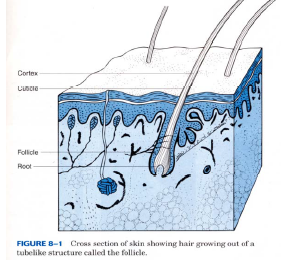 Cortex
Cuticle
Follicle
Root
FIGURE 8–1 Cross section of skin showing hair growing out of a
tubelike structure called the follicle.